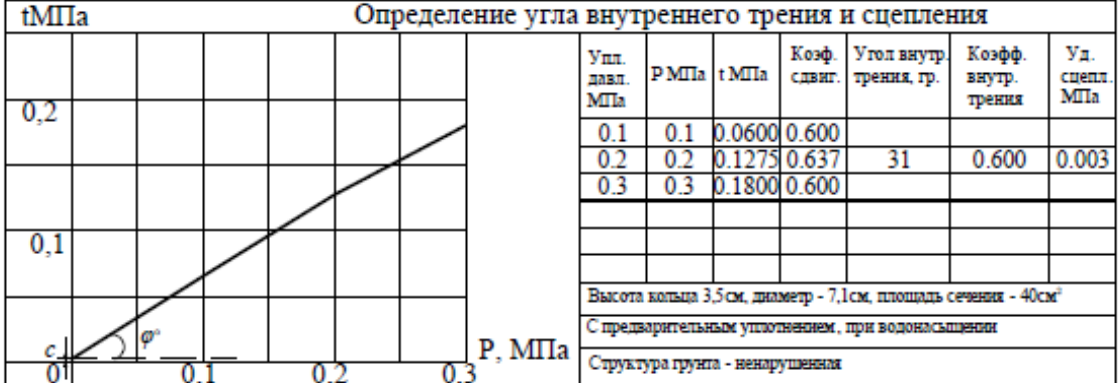 tМПа
Определение угла внутреннего трения и сцепления
Упл. давл. МПа P МПа t МПа Коэф. сдвиг. Угол внутр. трения, гр. Коэфф. внутр. трения Уд. сцепл. МПа
0.1 0.1 0.0600 0.600
0.2 0.2 0.1275 0.637 31 0.600 0.003
0.3 0.3 0.1800 0.600
Высота кольца 3,5см, диаметр - 7,1см, площадь сечения - 40см²
С предварительным уплотнением, при водонасыщении
Структура грунта - ненарушенная
0,2
0,1
φ°
c
0 0,1 0,2 0,3
P, МПа